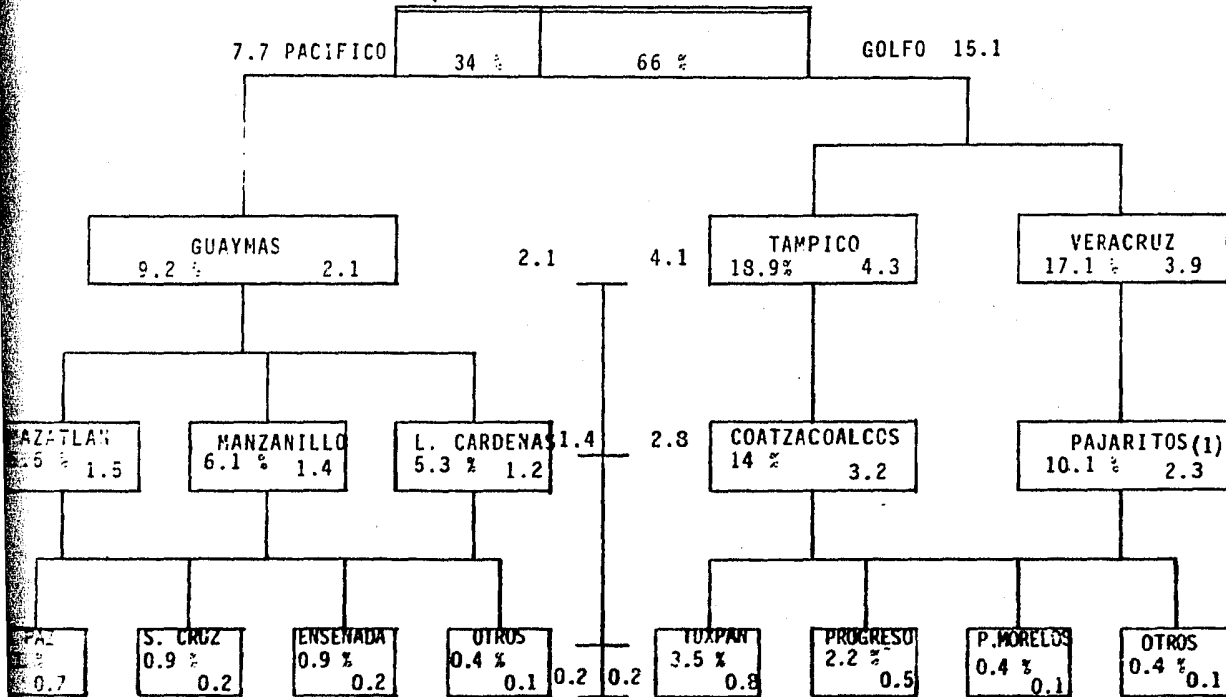 7.7 PACIFICO 34 % 66 % GOLFO 15.1
GUAYMAS
9.2 % 2.1
2.1 4.1
TAMPICO
18.9% 4.3
VERACRUZ
17.1 % 3.9
MANZANILLO
6.1 % 1.4
L. CARDENAS
5.3 % 1.2
1.4 2.8
COATZACOALCOS
14 % 3.2
PAJARITOS(1)
10.1 % 2.3
1.5
0.7
S. CRUZ
0.9 % 0.2
ENSENADA
0.9 % 0.2
OTROS
0.4 % 0.1
0.2 0.2
TUXPAN
3.5 % 0.8
PROGRESO
2.2 % 0.5
P.MORELOS
0.4 % 0.1
OTROS
0.4 % 0.1